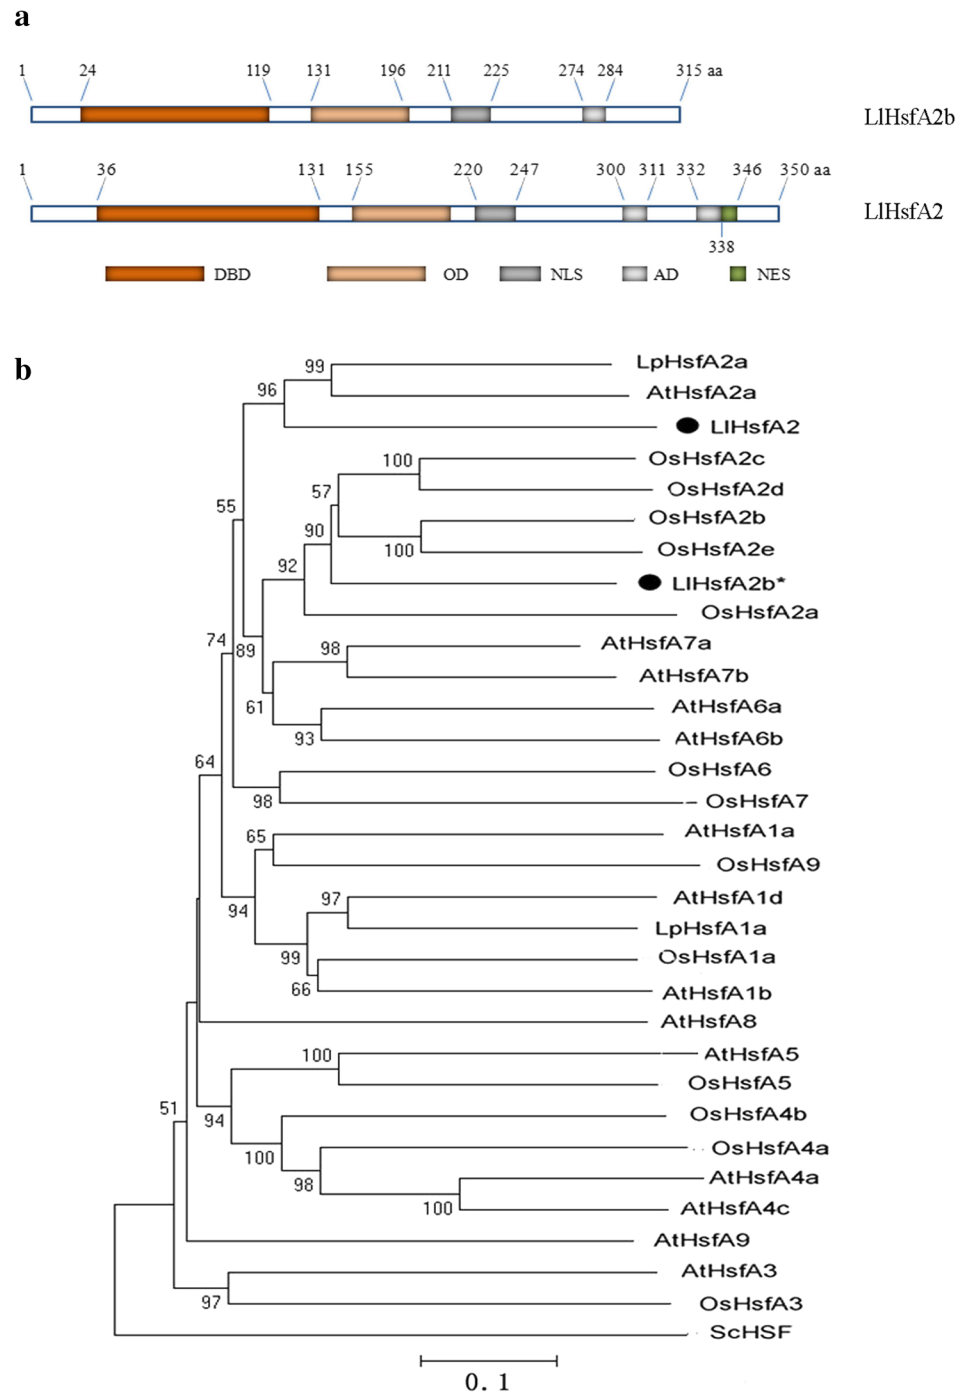 a
1 24 119 131 196 211 225 274 284 315 aa
LlHsfA2b
1 36 131 155 220 247 300 311 332 346 350 aa
LlHsfA2
338
DBD OD NLS AD NES
b
99 LpHsfA2a
96
AtHsfA2a
LlHsfA2
100 OsHsfA2c
57
OsHsfA2d
55
OsHsfA2b
90
100 OsHsfA2e
92
LlHsfA2b*
OsHsfA2a
74
89
98 AtHsfA7a
AtHsfA7b
61
AtHsfA6a
93 AtHsfA6b
64
OsHsfA6
98 OsHsfA7
65 AtHsfA1a
OsHsfA9
94
97 AtHsfA1d
LpHsfA1a
99
OsHsfA1a
66 AtHsfA1b
AtHsfA8
100 AtHsfA5
OsHsfA5
51
94
OsHsfA4b
100
OsHsfA4a
98
AtHsfA4a
100 AtHsfA4c
AtHsfA9
AtHsfA3
97 OsHsfA3
ScHSF
0.1